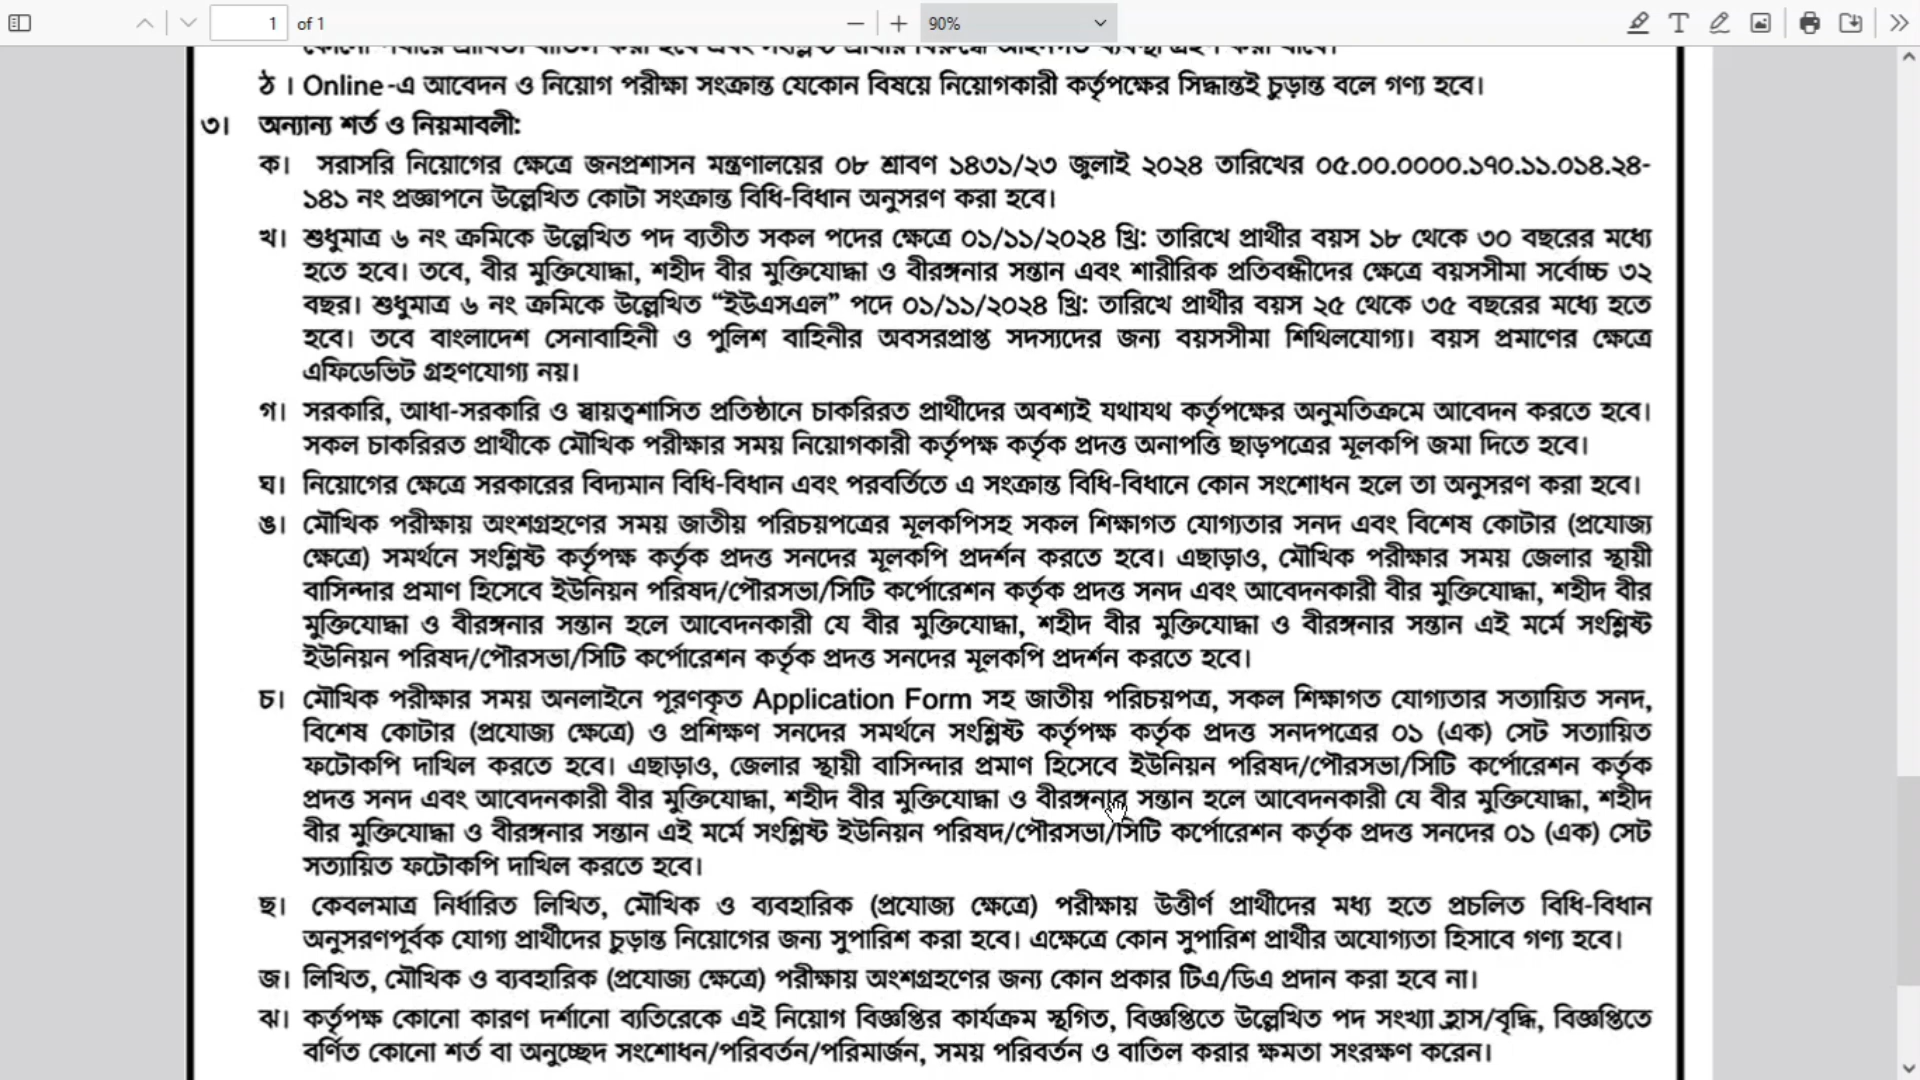 1 of 1 90%
ঠ । Online-এ আবেদন ও নিয়োগ পরীক্ষা সংক্রান্ত যেকোন বিষয়ে নিয়োগকারী কর্তৃপক্ষের সিদ্ধান্তই চুড়ান্ত বলে গণ্য হবে।
৩। অন্যান্য শর্ত ও নিয়মাবলী:
ক। সরাসরি নিয়োগের ক্ষেত্রে জনপ্রশাসন মন্ত্রণালয়ের ০৮ শ্রাবণ ১৪৩১/২৩ জুলাই ২০২৪ তারিখের ০৫.০০.০০০০.১৭০.১১.০১৪.২৪-
১৪১ নং প্রজ্ঞাপনে উল্লেখিত কোটা সংক্রান্ত বিধি-বিধান অনুসরণ করা হবে।
খ। শুধুমাত্র ৬ নং ক্রমিকে উল্লেখিত পদ ব্যতীত সকল পদের ক্ষেত্রে ০১/১১/২০২৪ খ্রি: তারিখে প্রার্থীর বয়স ১৮ থেকে ৩০ বছরের মধ্যে
হতে হবে। তবে, বীর মুক্তিযোদ্ধা, শহীদ বীর মুক্তিযোদ্ধা ও বীরঙ্গনার সন্তান এবং শারীরিক প্রতিবন্ধীদের ক্ষেত্রে বয়সসীমা সর্বোচ্চ ৩২
বছর। শুধুমাত্র ৬ নং ক্রমিকে উল্লেখিত “ইউএসএল” পদে ০১/১১/২০২৪ খ্রি: তারিখে প্রার্থীর বয়স ২৫ থেকে ৩৫ বছরের মধ্যে হতে
হবে। তবে বাংলাদেশ সেনাবাহিনী ও পুলিশ বাহিনীর অবসরপ্রাপ্ত সদস্যদের জন্য বয়সসীমা শিথিলযোগ্য। বয়স প্রমাণের ক্ষেত্রে
এফিডেভিট গ্রহণযোগ্য নয়।
গ। সরকারি, আধা-সরকারি ও স্বায়ত্বশাসিত প্রতিষ্ঠানে চাকরিরত প্রার্থীদের অবশ্যই যথাযথ কর্তৃপক্ষের অনুমতিক্রমে আবেদন করতে হবে।
সকল চাকরিরত প্রার্থীকে মৌখিক পরীক্ষার সময় নিয়োগকারী কর্তৃপক্ষ কর্তৃক প্রদত্ত অনাপত্তি ছাড়পত্রের মূলকপি জমা দিতে হবে।
ঘ। নিয়োগের ক্ষেত্রে সরকারের বিদ্যমান বিধি-বিধান এবং পরবর্তিতে এ সংক্রান্ত বিধি-বিধানে কোন সংশোধন হলে তা অনুসরণ করা হবে।
ঙ। মৌখিক পরীক্ষায় অংশগ্রহণের সময় জাতীয় পরিচয়পত্রের মূলকপিসহ সকল শিক্ষাগত যোগ্যতার সনদ এবং বিশেষ কোটার (প্রযোজ্য
ক্ষেত্রে) সমর্থনে সংশ্লিষ্ট কর্তৃপক্ষ কর্তৃক প্রদত্ত সনদের মূলকপি প্রদর্শন করতে হবে। এছাড়াও, মৌখিক পরীক্ষার সময় জেলার স্থায়ী
বাসিন্দার প্রমাণ হিসেবে ইউনিয়ন পরিষদ/পৌরসভা/সিটি কর্পোরেশন কর্তৃক প্রদত্ত সনদ এবং আবেদনকারী বীর মুক্তিযোদ্ধা, শহীদ বীর
মুক্তিযোদ্ধা ও বীরঙ্গনার সন্তান হলে আবেদনকারী যে বীর মুক্তিযোদ্ধা, শহীদ বীর মুক্তিযোদ্ধা ও বীরঙ্গনার সন্তান এই মর্মে সংশ্লিষ্ট
ইউনিয়ন পরিষদ/পৌরসভা/সিটি কর্পোরেশন কর্তৃক প্রদত্ত সনদের মূলকপি প্রদর্শন করতে হবে।
চ। মৌখিক পরীক্ষার সময় অনলাইনে পূরণকৃত Application Form সহ জাতীয় পরিচয়পত্র, সকল শিক্ষাগত যোগ্যতার সত্যায়িত সনদ,
বিশেষ কোটার (প্রযোজ্য ক্ষেত্রে) ও প্রশিক্ষণ সনদের সমর্থনে সংশ্লিষ্ট কর্তৃপক্ষ কর্তৃক প্রদত্ত সনদপত্রের ০১ (এক) সেট সত্যায়িত
ফটোকপি দাখিল করতে হবে। এছাড়াও, জেলার স্থায়ী বাসিন্দার প্রমাণ হিসেবে ইউনিয়ন পরিষদ/পৌরসভা/সিটি কর্পোরেশন কর্তৃক
প্রদত্ত সনদ এবং আবেদনকারী বীর মুক্তিযোদ্ধা, শহীদ বীর মুক্তিযোদ্ধা ও বীরঙ্গনার সন্তান হলে আবেদনকারী যে বীর মুক্তিযোদ্ধা, শহীদ
বীর মুক্তিযোদ্ধা ও বীরঙ্গনার সন্তান এই মর্মে সংশ্লিষ্ট ইউনিয়ন পরিষদ/পৌরসভা/সিটি কর্পোরেশন কর্তৃক প্রদত্ত সনদের ০১ (এক) সেট
সত্যায়িত ফটোকপি দাখিল করতে হবে।
ছ। কেবলমাত্র নির্ধারিত লিখিত, মৌখিক ও ব্যবহারিক (প্রযোজ্য ক্ষেত্রে) পরীক্ষায় উত্তীর্ণ প্রার্থীদের মধ্য হতে প্রচলিত বিধি-বিধান
অনুসরণপূর্বক যোগ্য প্রার্থীদের চুড়ান্ত নিয়োগের জন্য সুপারিশ করা হবে। এক্ষেত্রে কোন সুপারিশ প্রার্থীর অযোগ্যতা হিসাবে গণ্য হবে।
জ। লিখিত, মৌখিক ও ব্যবহারিক (প্রযোজ্য ক্ষেত্রে) পরীক্ষায় অংশগ্রহণের জন্য কোন প্রকার টিএ/ডিএ প্রদান করা হবে না।
ঝ। কর্তৃপক্ষ কোনো কারণ দর্শানো ব্যতিরেকে এই নিয়োগ বিজ্ঞপ্তির কার্যক্রম স্থগিত, বিজ্ঞপ্তিতে উল্লেখিত পদ সংখ্যা হ্রাস/বৃদ্ধি, বিজ্ঞপ্তিতে
বর্ণিত কোনো শর্ত বা অনুচ্ছেদ সংশোধন/পরিবর্তন/পরিমার্জন, সময় পরিবর্তন ও বাতিল করার ক্ষমতা সংরক্ষণ করেন।